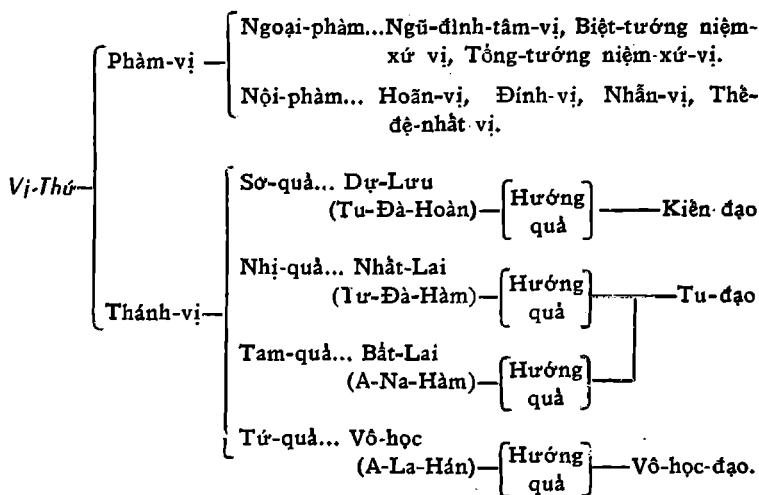 Ngoại-phàm...Ngũ-đình-tâm-vị, Biệt-tướng niệm-
xứ vị, Tổng-tướng niệm-xứ-vị.
Phàm-vị
Nội-phàm... Hoãn-vị, Đính-vị, Nhẫn-vị, Thế-
đệ-nhất vị.
Vị-Thứ
Sơ-quả... Dự-Lưu
(Tu-Đà-Hoàn) Hướng quả Kiến đạo
Nhị-quả... Nhất-Lai
(Tư-Đà-Hàm) Hướng quả Tu-đạo
Thánh-vị
Tam-quả... Bất-Lai
(A-Na-Hàm) Hướng quả
Tứ-quả... Vô-học
(A-La-Hán) Hướng quả Vô-học-đạo.